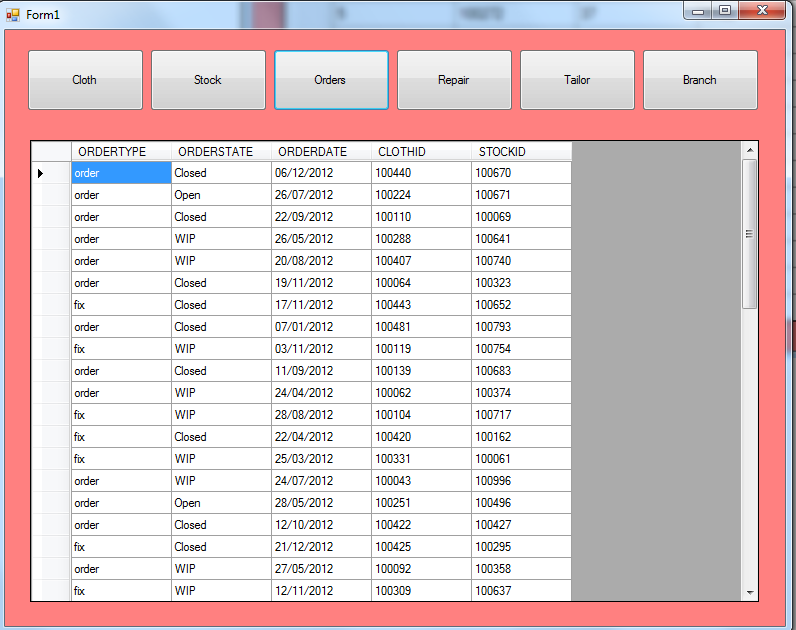 Form1
Cloth Stock Orders Repair Tailor Branch
ORDERTYPE ORDERSTATE ORDERDATE CLOTHID STOCKID
order Closed 06/12/2012 100440 100670
order Open 26/07/2012 100224 100671
order Closed 22/09/2012 100110 100069
order WIP 26/05/2012 100288 100641
order WIP 20/08/2012 100407 100740
order Closed 19/11/2012 100064 100323
fix Closed 17/11/2012 100443 100652
order Closed 07/01/2012 100481 100793
fix WIP 03/11/2012 100119 100754
order Closed 11/09/2012 100139 100683
order WIP 24/04/2012 100062 100374
fix WIP 28/08/2012 100104 100717
fix Closed 22/04/2012 100420 100162
fix WIP 25/03/2012 100331 100061
order WIP 24/07/2012 100043 100996
order Open 28/05/2012 100251 100496
order Closed 12/10/2012 100422 100427
fix Closed 21/12/2012 100425 100295
order WIP 27/05/2012 100092 100358
fix WIP 12/11/2012 100309 100637